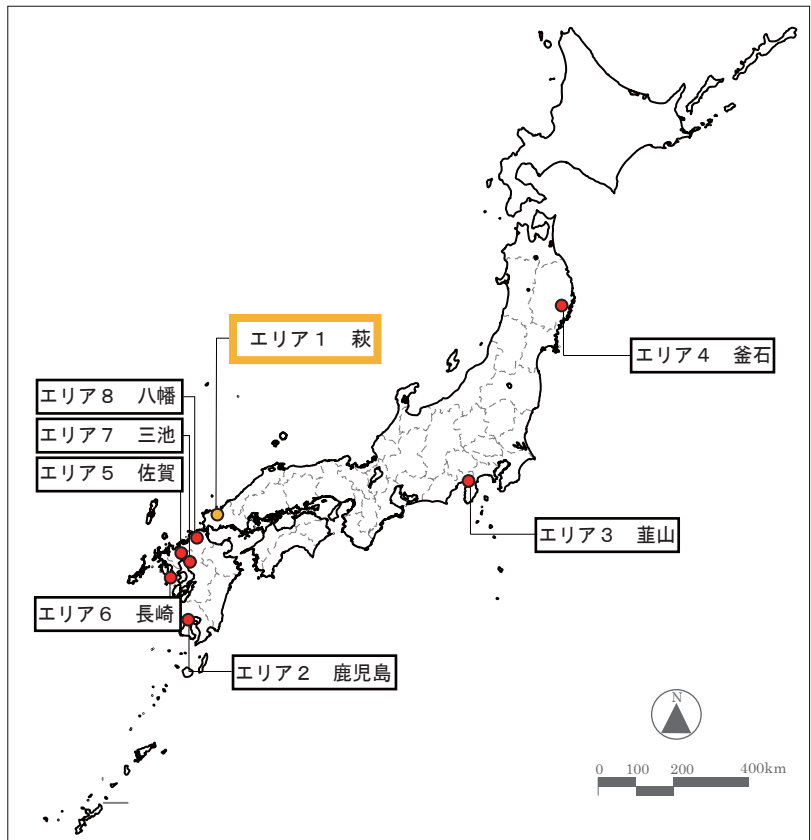 エリア１　萩
エリア４　釜石
エリア８　八幡
エリア７　三池
エリア５　佐賀
エリア３　韮山
エリア６　長崎
エリア２　鹿児島
N
0 100 200 400km